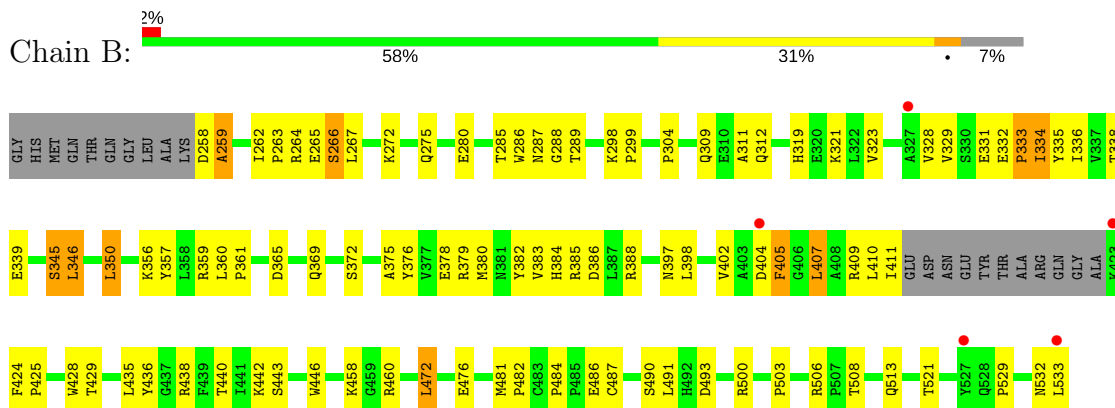 2%
Chain B:
58% 31% • 7%
GLY HIS MET GLN THR GLN GLY LEU ALA LYS D258 A259 I262 P263 R264 E265 S266 L267 K272 Q275 E280 T285 W286 N287 G288 T289 K298 P299 P304 Q309 E310 A311 Q312 H319 E320 K321 L322 V323 A327 V328 V329 S330 E331 E332 P333 I334 Y335 I336 V337 T338
E339 S345 L346 L350 K356 Y357 L358 R359 L360 P361 D365 Q369 S372 A375 Y376 V377 E378 R379 M380 N381 Y382 V383 H384 R385 D386 L387 R388 N397 L398 V402 A403 D404 F405 G406 L407 A408 R409 L410 I411 GLU ASP ASN GLU TYR THR ALA ARG GLN GLY ALA K423
F424 P425 W428 T429 L435 Y436 G437 R438 F439 T440 I441 K442 S443 W446 K458 G459 R460 L472 E476 M481 P482 C483 P484 P485 E486 C487 S490 L491 H492 D493 R500 P503 R506 P507 T508 Q513 T521 Y527 Q528 P529 N532 L533